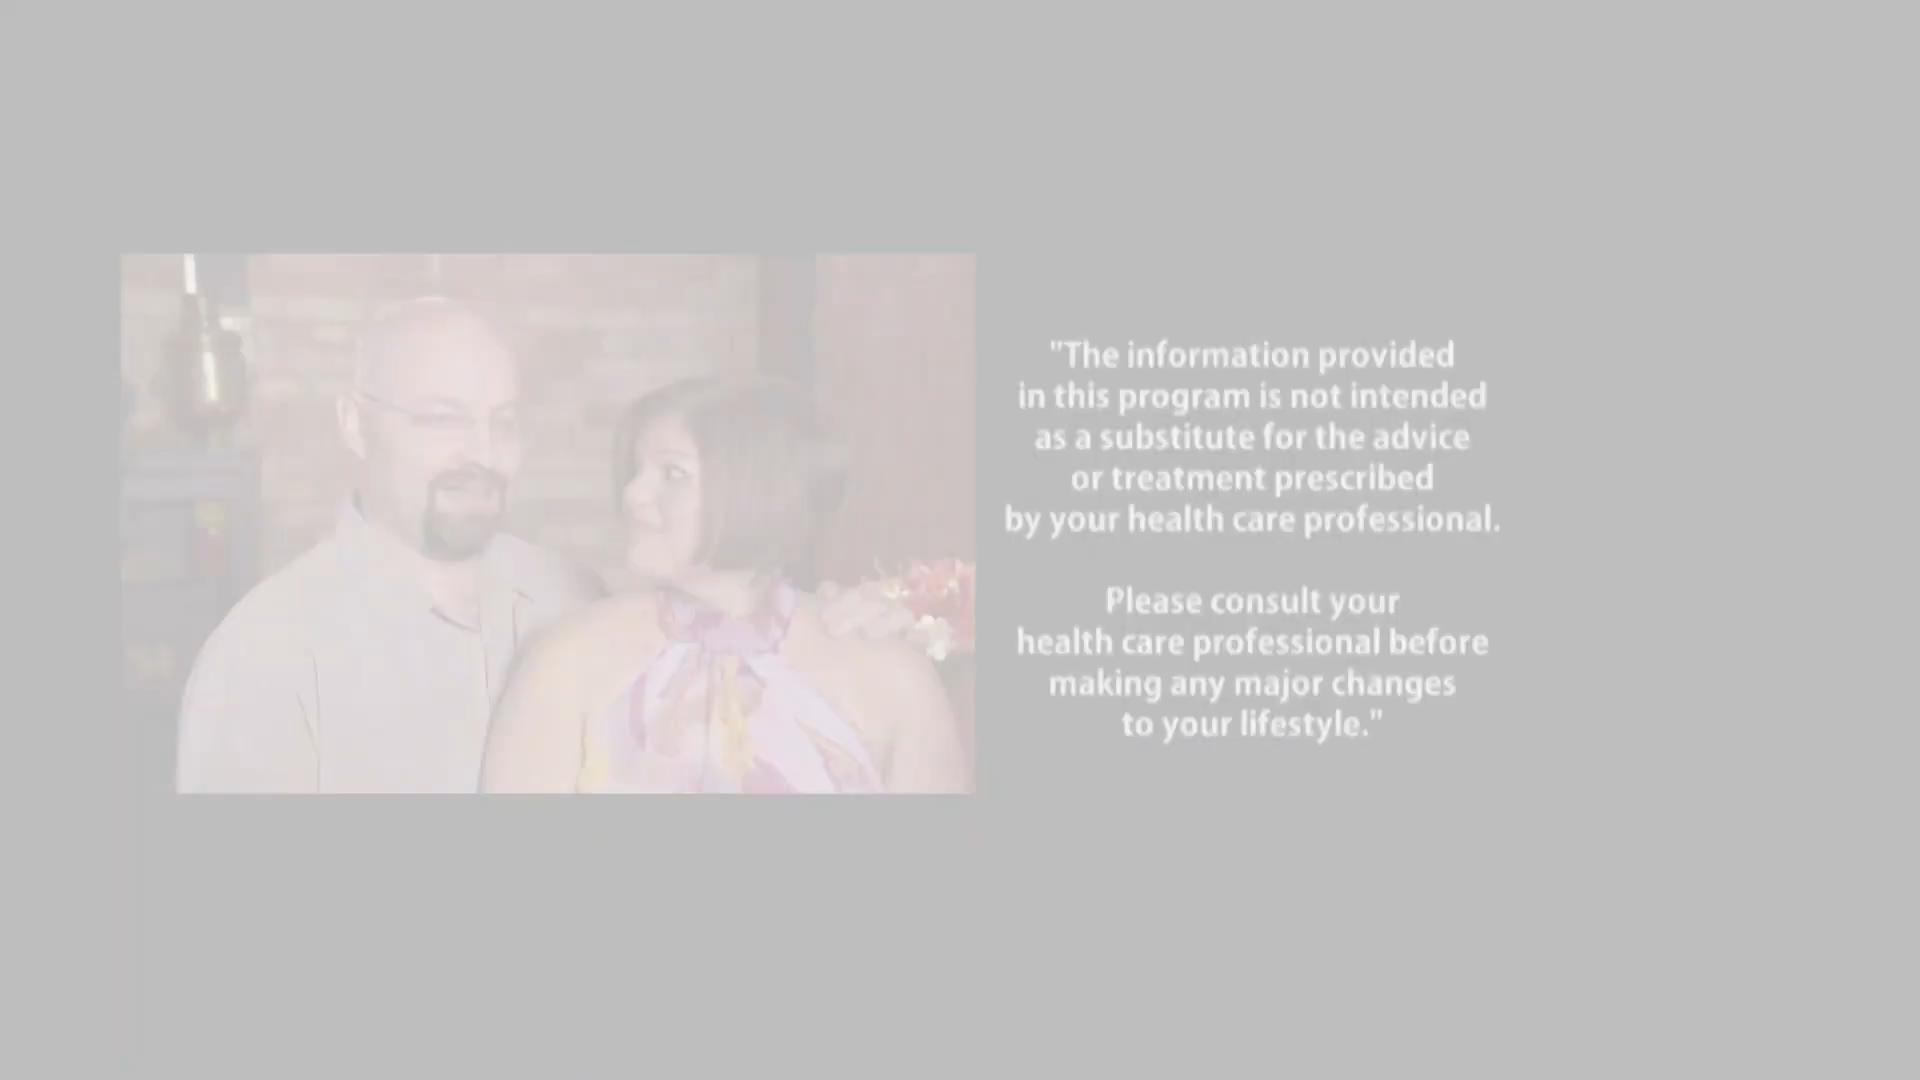 "The information provided
in this program is not intended
as a substitute for the advice
or treatment prescribed
by your health care professional.
Please consult your
health care professional before
making any major changes
to your lifestyle."